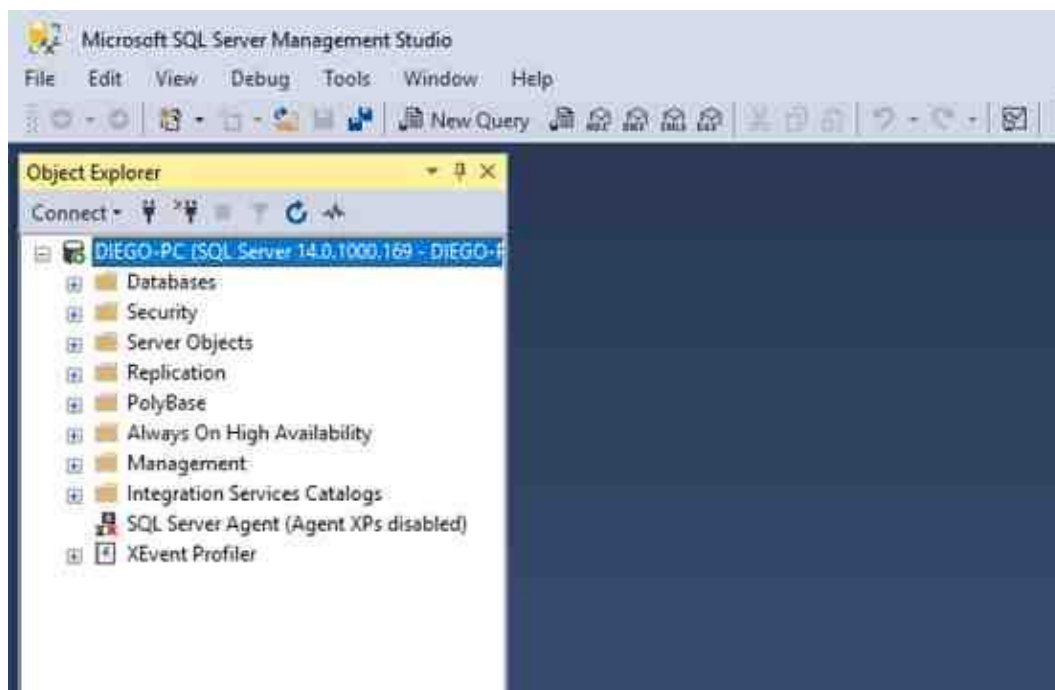 Microsoft SQL Server Management Studio
File Edit View Debug Tools Window Help
New Query
Object Explorer
Connect
DIEGO-PC (SQL Server 14.0.1000.169 - DIEGO-P
Databases
Security
Server Objects
Replication
PolyBase
Always On High Availability
Management
Integration Services Catalogs
SQL Server Agent (Agent XPs disabled)
XEvent Profiler